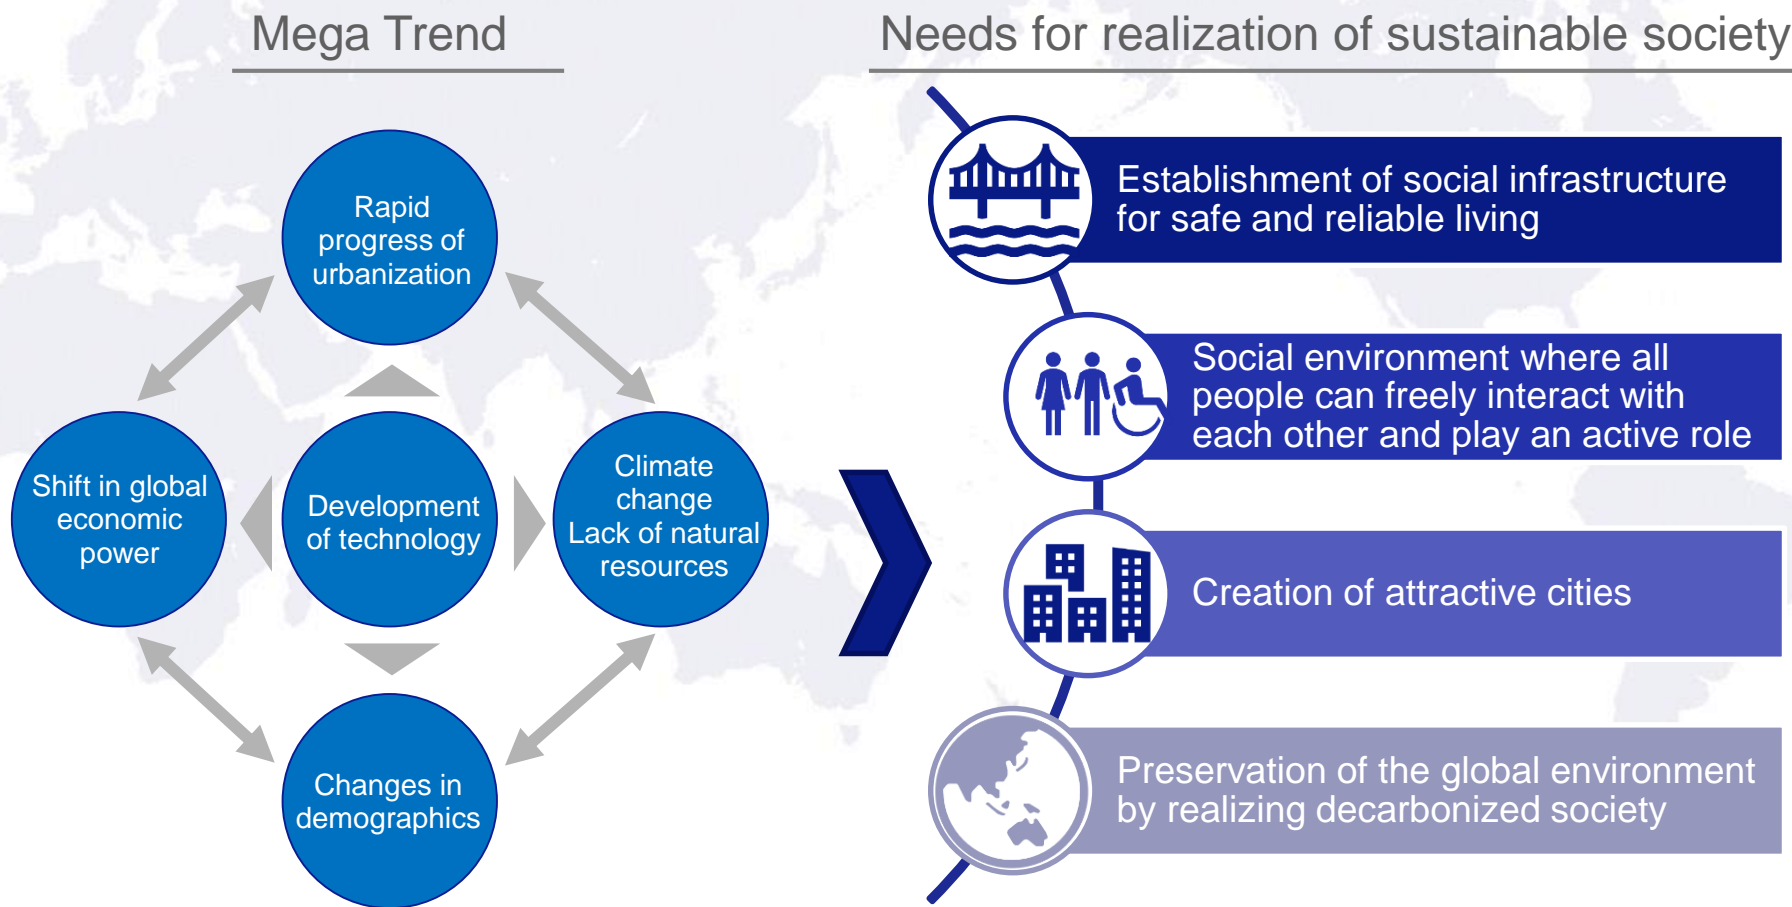 Mega Trend
Rapid
progress of
urbanization
Shift in global
economic
power
Development
of technology
Climate
change
Lack of natural
resources
Changes in
demographics
Needs for realization of sustainable society
Establishment of social infrastructure
for safe and reliable living
Social environment where all
people can freely interact with
each other and play an active role
Creation of attractive cities
Preservation of the global environment
by realizing decarbonized society